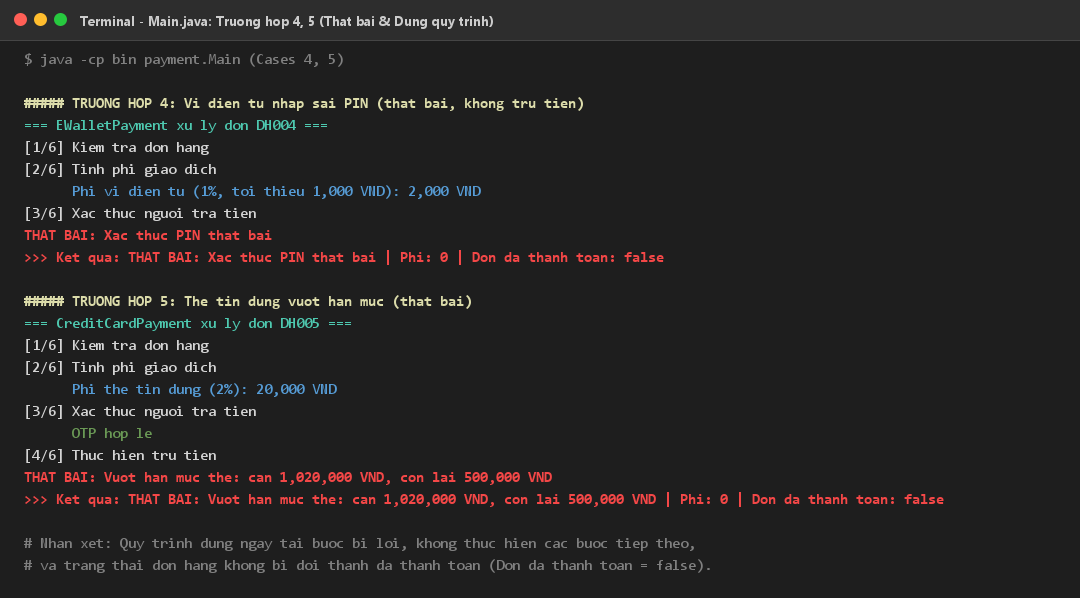 Terminal - Main.java: Truong hop 4, 5 (That bai & Dung quy trinh)
$ java -cp bin payment.Main (Cases 4, 5)
##### TRUONG HOP 4: Vi dien tu nhap sai PIN (that bai, khong tru tien)
=== EWalletPayment xu ly don DH004 ===
[1/6] Kiem tra don hang
[2/6] Tinh phi giao dich
Phi vi dien tu (1%, toi thieu 1,000 VND): 2,000 VND
[3/6] Xac thuc nguoi tra tien
THAT BAI: Xac thuc PIN that bai
>>> Ket qua: THAT BAI: Xac thuc PIN that bai | Phi: 0 | Don da thanh toan: false
##### TRUONG HOP 5: The tin dung vuot han muc (that bai)
=== CreditCardPayment xu ly don DH005 ===
[1/6] Kiem tra don hang
[2/6] Tinh phi giao dich
Phi the tin dung (2%): 20,000 VND
[3/6] Xac thuc nguoi tra tien
OTP hop le
[4/6] Thuc hien tru tien
THAT BAI: Vuot han muc the: can 1,020,000 VND, con lai 500,000 VND
>>> Ket qua: THAT BAI: Vuot han muc the: can 1,020,000 VND, con lai 500,000 VND | Phi: 0 | Don da thanh toan: false
# Nhan xet: Quy trinh dung ngay tai buoc bi loi, khong thuc hien cac buoc tiep theo,
# va trang thai don hang khong bi doi thanh da thanh toan (Don da thanh toan = false).